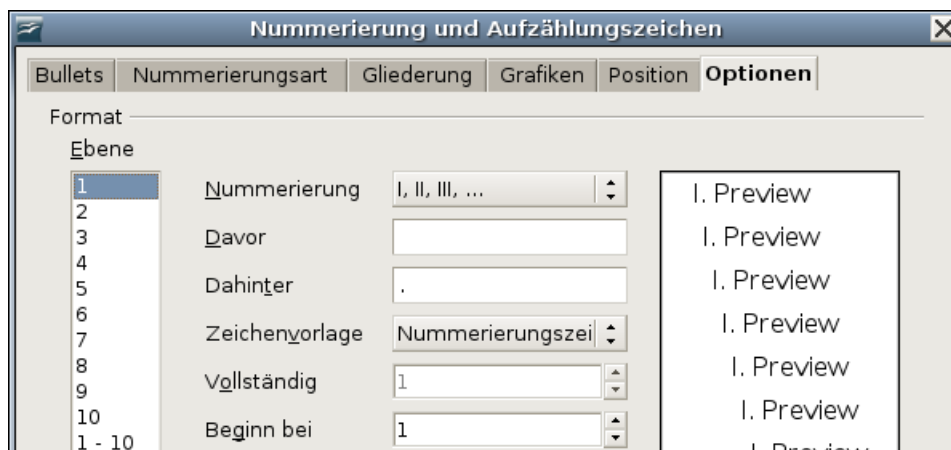 Nummerierung und Aufzählungszeichen
Bullets Nummerierungsart Gliederung Grafiken Position Optionen
Format
Ebene
1
2
3
4
5
6
7
8
9
10
1 - 10
Nummerierung I, II, III, ...
Davor
Dahinter .
Zeichenvorlage Nummerierungszei
Vollständig 1
Beginn bei 1
I. Preview
I. Preview
I. Preview
I. Preview
I. Preview
I. Preview
I. Preview